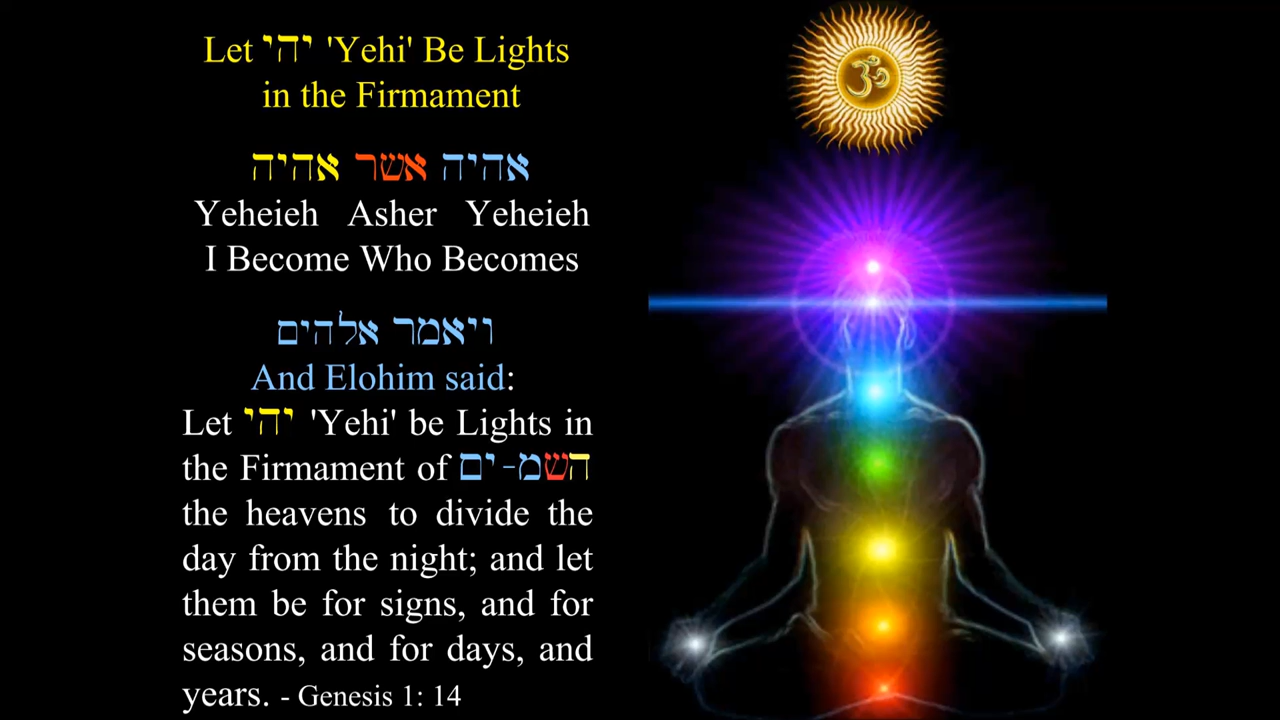 Let יהי 'Yehi' Be Lights
in the Firmament
אהיה אשר אהיה
Yeheieh Asher Yeheieh
I Become Who Becomes
ויאמר אלהים
And Elohim said:
Let יהי 'Yehi' be Lights in
the Firmament of השמ-ים
the heavens to divide the
day from the night; and let
them be for signs, and for
seasons, and for days, and
years. - Genesis 1: 14
ॐ